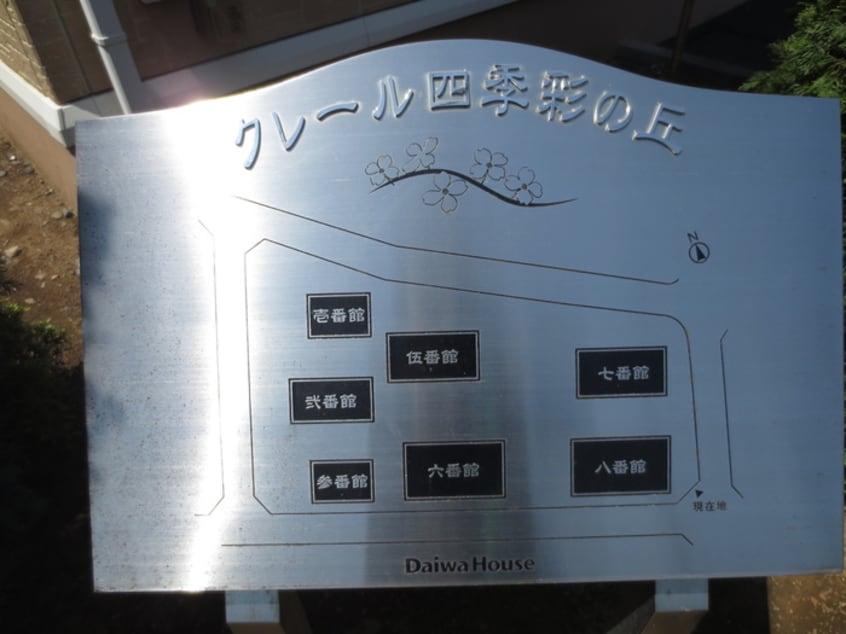 クレール四季彩の丘
N
壱番館
伍番館
七番館
弐番館
参番館
六番館
八番館
現在地
Daiwa House